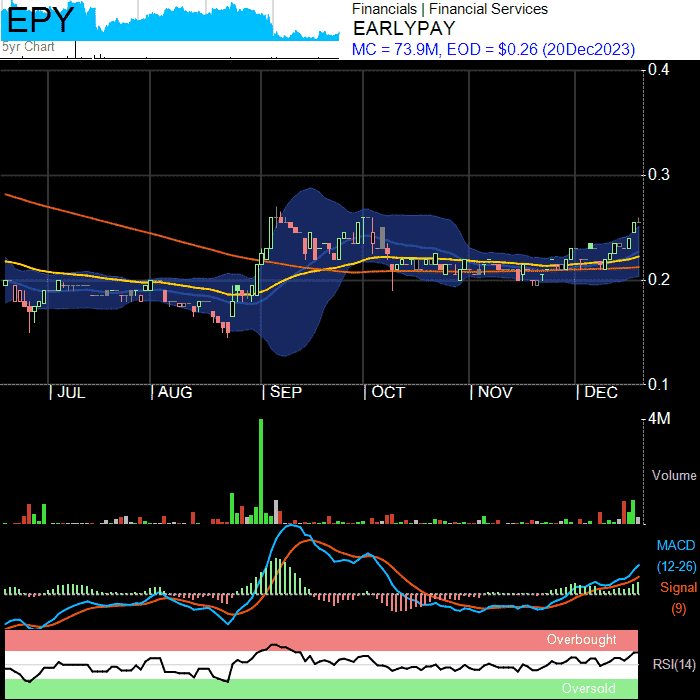 EPY
5yr Chart
Financials | Financial Services
EARLYPAY
MC = 73.9M, EOD = $0.26 (20Dec2023)
0.4
0.3
0.2
0.1
| JUL | AUG | SEP | OCT | NOV | DEC
4M
Volume
MACD
(12-26)
Signal
(9)
Overbought
RSI(14)
Oversold